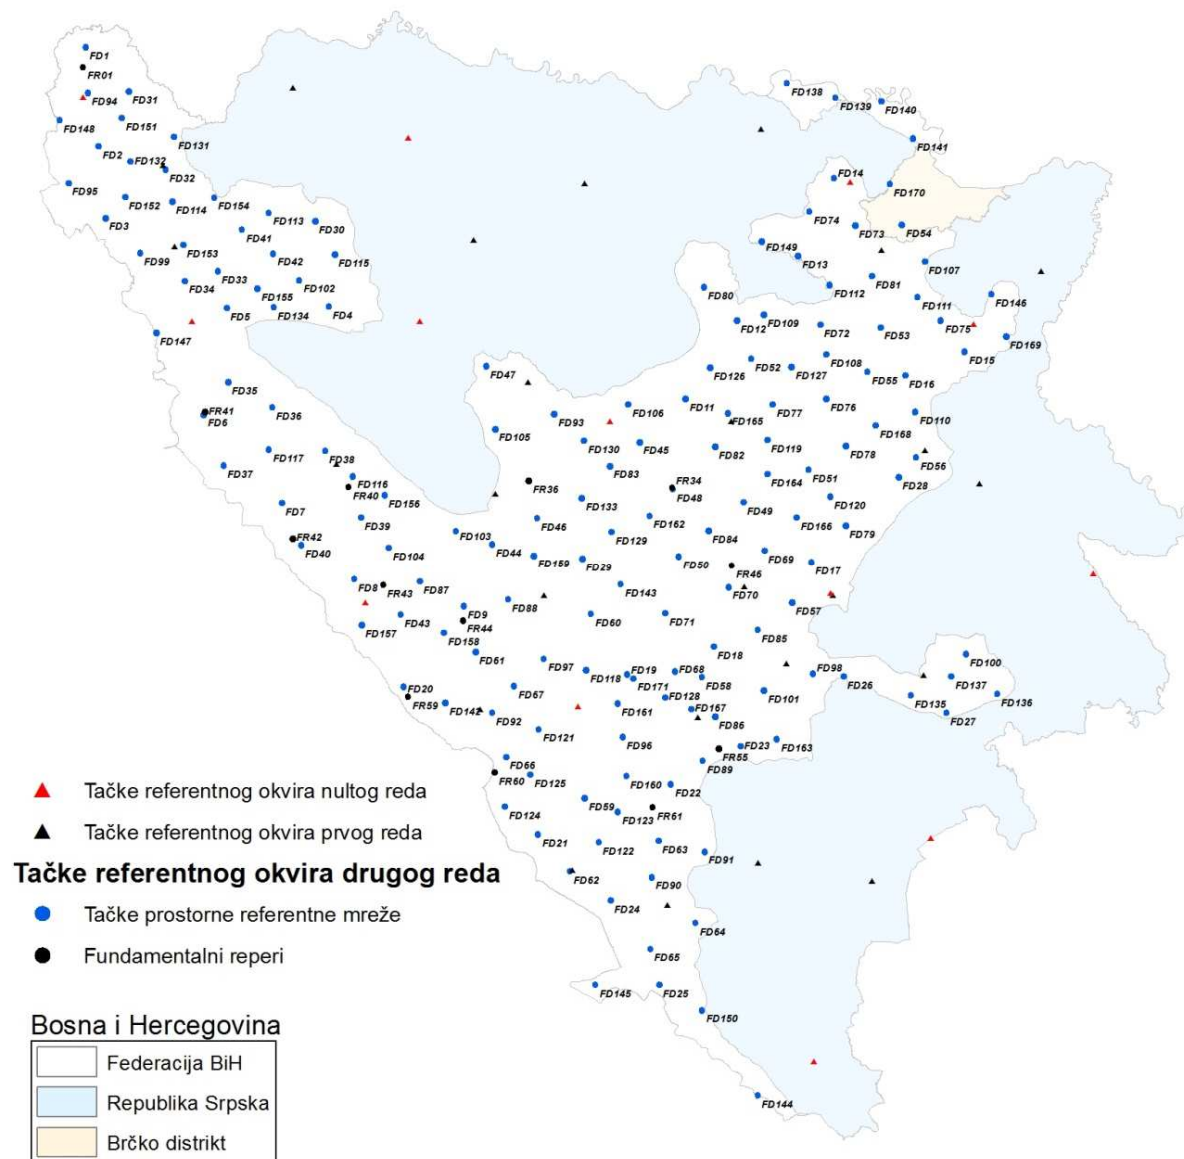 FD1
FR01
FD138
FD94
FD31
FD139
FD140
FD148
FD151
FD131
FD141
FD2
FD132
FD32
FD14
FD170
FD95
FD152
FD114
FD154
FD113
FD30
FD74
FD73
FD54
FD3
FD41
FD149
FD13
FD99
FD153
FD42
FD115
FD107
FD33
FD81
FD34
FD155
FD102
FD80
FD112
FD111
FD146
FD5
FD134
FD4
FD12
FD109
FD72
FD53
FD75
FD147
FD169
FD15
FD47
FD126
FD52
FD127
FD108
FD55
FD16
FD35
FR41
FD6
FD36
FD93
FD106
FD11
FD165
FD77
FD76
FD110
FD105
FD168
FD117
FD38
FD130
FD45
FD82
FD119
FD78
FD56
FD37
FD116
FR40
FD83
FR36
FR34
FD48
FD164
FD51
FD28
FD7
FD156
FD133
FD49
FD120
FD39
FD46
FD162
FD166
FD79
FR42
FD40
FD103
FD44
FD129
FD84
FD104
FD159
FD29
FD50
FD69
FR46
FD17
FD8
FR43
FD87
FD143
FD70
FD57
FD9
FR44
FD88
FD43
FD60
FD71
FD157
FD158
FD85
FD61
FD18
FD97
FD100
FD118
FD19
FD171
FD68
FD58
FD98
FD26
FD137
FD20
FR59
FD67
FD128
FD101
FD135
FD136
FD142
FD92
FD161
FD167
FD86
FD27
FD121
FD96
FR55
FD23
FD163
FD66
FD89
FR60
FD125
FD160
FD22
Tačke referentnog okvira nultog reda
FD124
FD59
FD123
FR61
Tačke referentnog okvira prvog reda
FD21
FD122
FD63
FD91
Tačke referentnog okvira drugog reda
FD62
FD90
Tačke prostorne referentne mreže
FD24
FD64
Fundamentalni reperi
FD65
FD145
FD25
FD150
Bosna i Hercegovina
Federacija BiH
Republika Srpska
FD144
Brčko distrikt